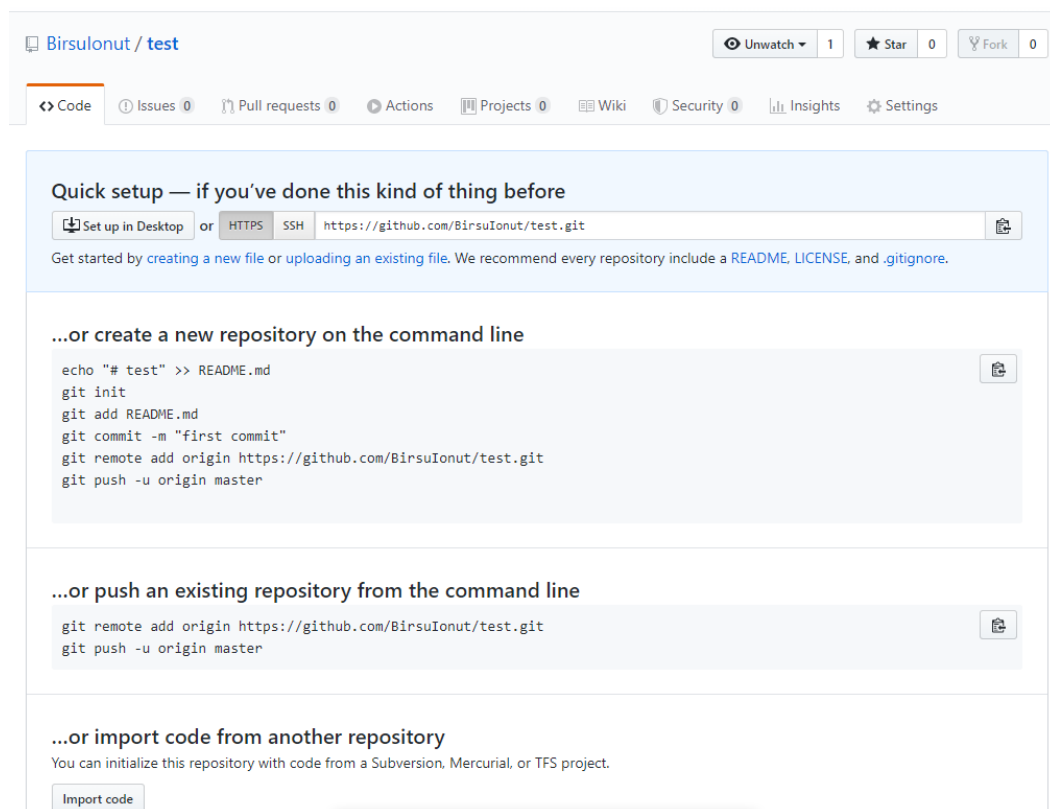 BirsuIonut / test
Unwatch 1 Star 0 Fork 0
Code Issues 0 Pull requests 0 Actions Projects 0 Wiki Security 0 Insights Settings
Quick setup — if you’ve done this kind of thing before
Set up in Desktop or HTTPS SSH https://github.com/BirsuIonut/test.git
Get started by creating a new file or uploading an existing file. We recommend every repository include a README, LICENSE, and .gitignore.
…or create a new repository on the command line
echo "# test" >> README.md
git init
git add README.md
git commit -m "first commit"
git remote add origin https://github.com/BirsuIonut/test.git
git push -u origin master
…or push an existing repository from the command line
git remote add origin https://github.com/BirsuIonut/test.git
git push -u origin master
…or import code from another repository
You can initialize this repository with code from a Subversion, Mercurial, or TFS project.
Import code